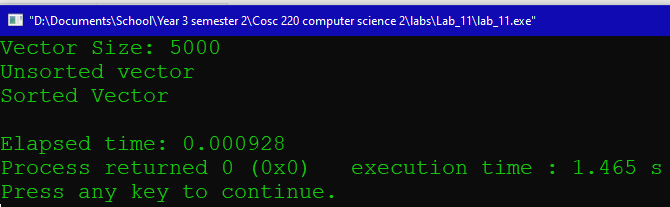 "D:\Documents\School\Year 3 semester 2\Cosc 220 computer science 2\labs\Lab_11\lab_11.exe"
Vector Size: 5000
Unsorted vector
Sorted Vector
Elapsed time: 0.000928
Process returned 0 (0x0)   execution time : 1.465 s
Press any key to continue.